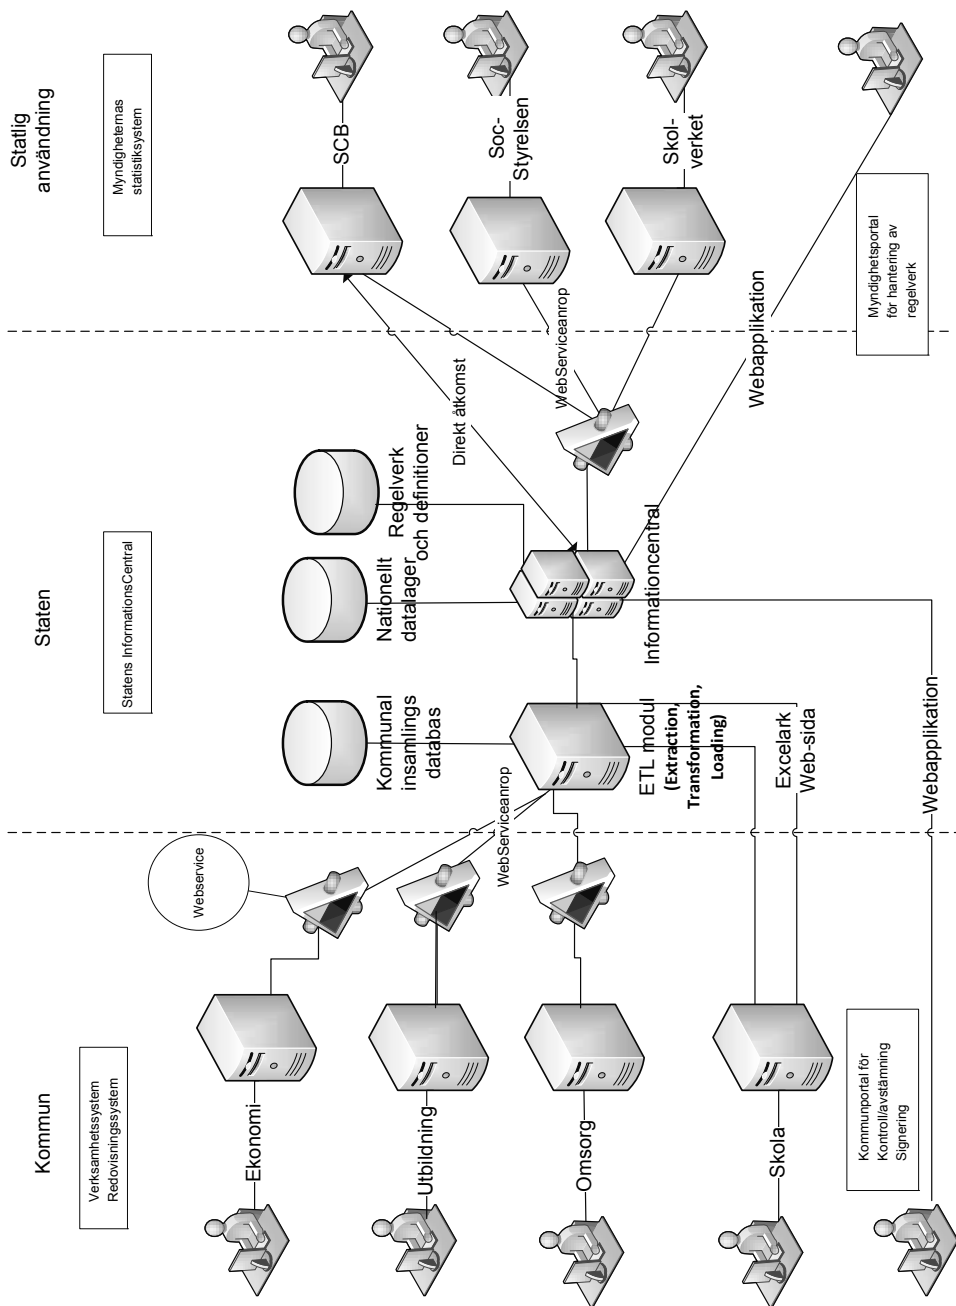 Kommun
Staten
Statlig
användning
Verksamhetssystem
Redovisningssystem
Statens InformationsCentral
Myndigheternas
statistiksystem
Webservice
Ekonomi
Utbildning
Omsorg
Skola
WebServiceanrop
Kommunal
insamlings
databas
Nationellt
datalager
Regelverk
och definitioner
ETL modul
(Extraction,
Transformation,
Loading)
Informationcentral
Direkt åtkomst
WebServiceanrop
SCB
Soc-
Styrelsen
Skol-
verket
Excelark
Web-sida
Webapplikation
Webapplikation
Kommunportal för
Kontroll/avstämning
Signering
Myndighetsportal
för hantering av
regelverk